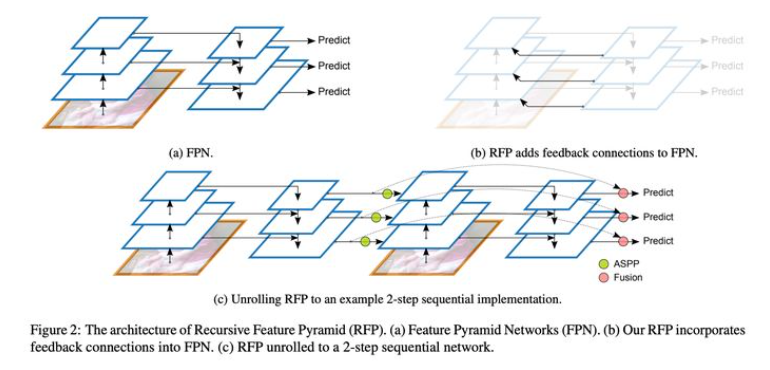 Predict
Predict
Predict
Predict
Predict
Predict
(a) FPN.
(b) RFP adds feedback connections to FPN.
Predict
Predict
Predict
ASPP
Fusion
(c) Unrolling RFP to an example 2-step sequential implementation.
Figure 2: The architecture of Recursive Feature Pyramid (RFP). (a) Feature Pyramid Networks (FPN). (b) Our RFP incorporates
feedback connections into FPN. (c) RFP unrolled to a 2-step sequential network.